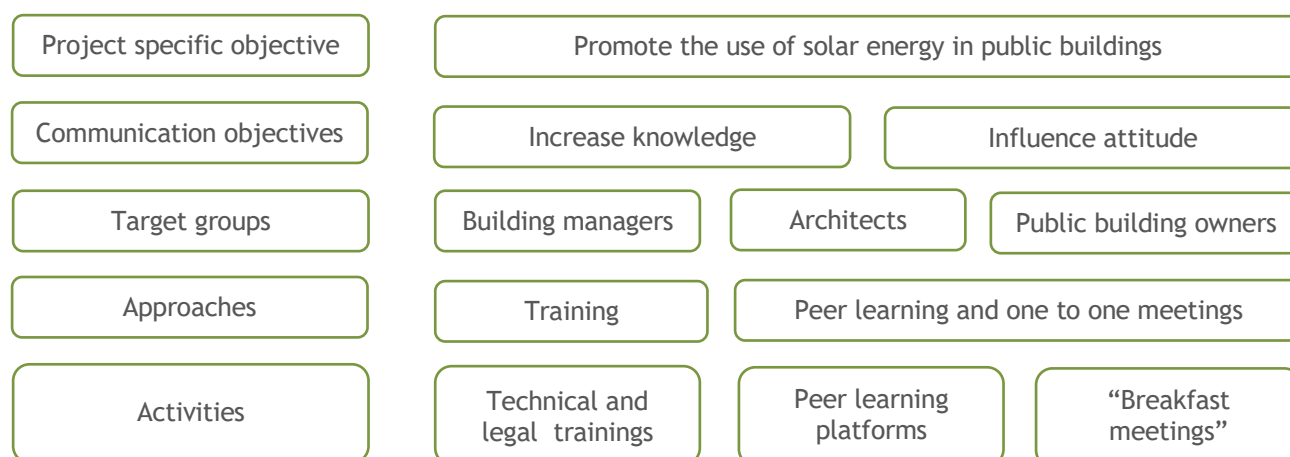 Project specific objective
Promote the use of solar energy in public buildings
Communication objectives
Increase knowledge
Influence attitude
Target groups
Building managers
Architects
Public building owners
Approaches
Training
Peer learning and one to one meetings
Activities
Technical and
legal trainings
Peer learning
platforms
“Breakfast
meetings”